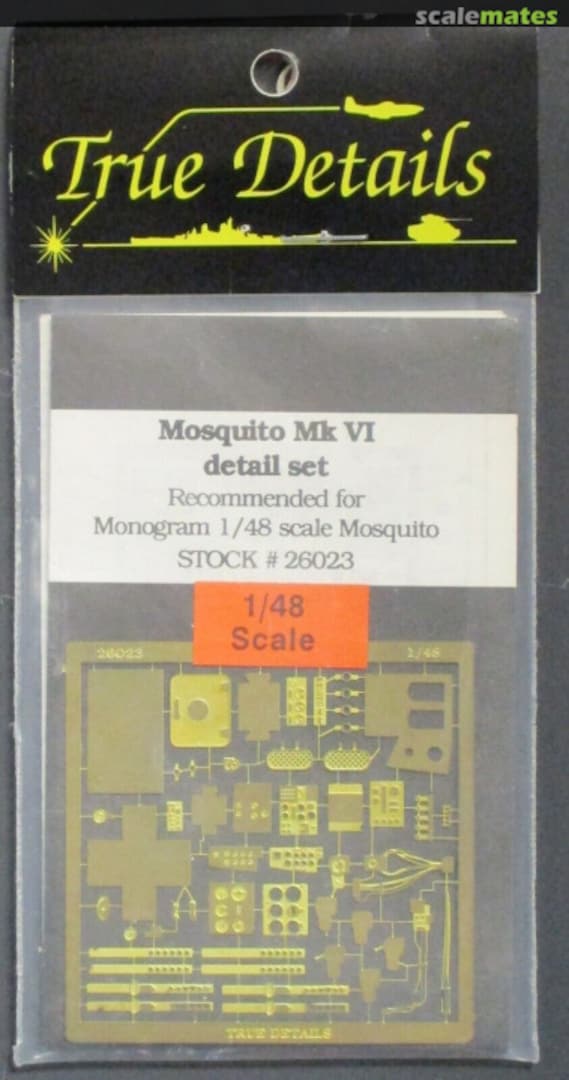 scalemates
True Details
Mosquito Mk VI
detail set
Recommended for
Monogram 1/48 scale Mosquito
STOCK # 26023
1/48
Scale
26023
1/48
TRUE DETAILS